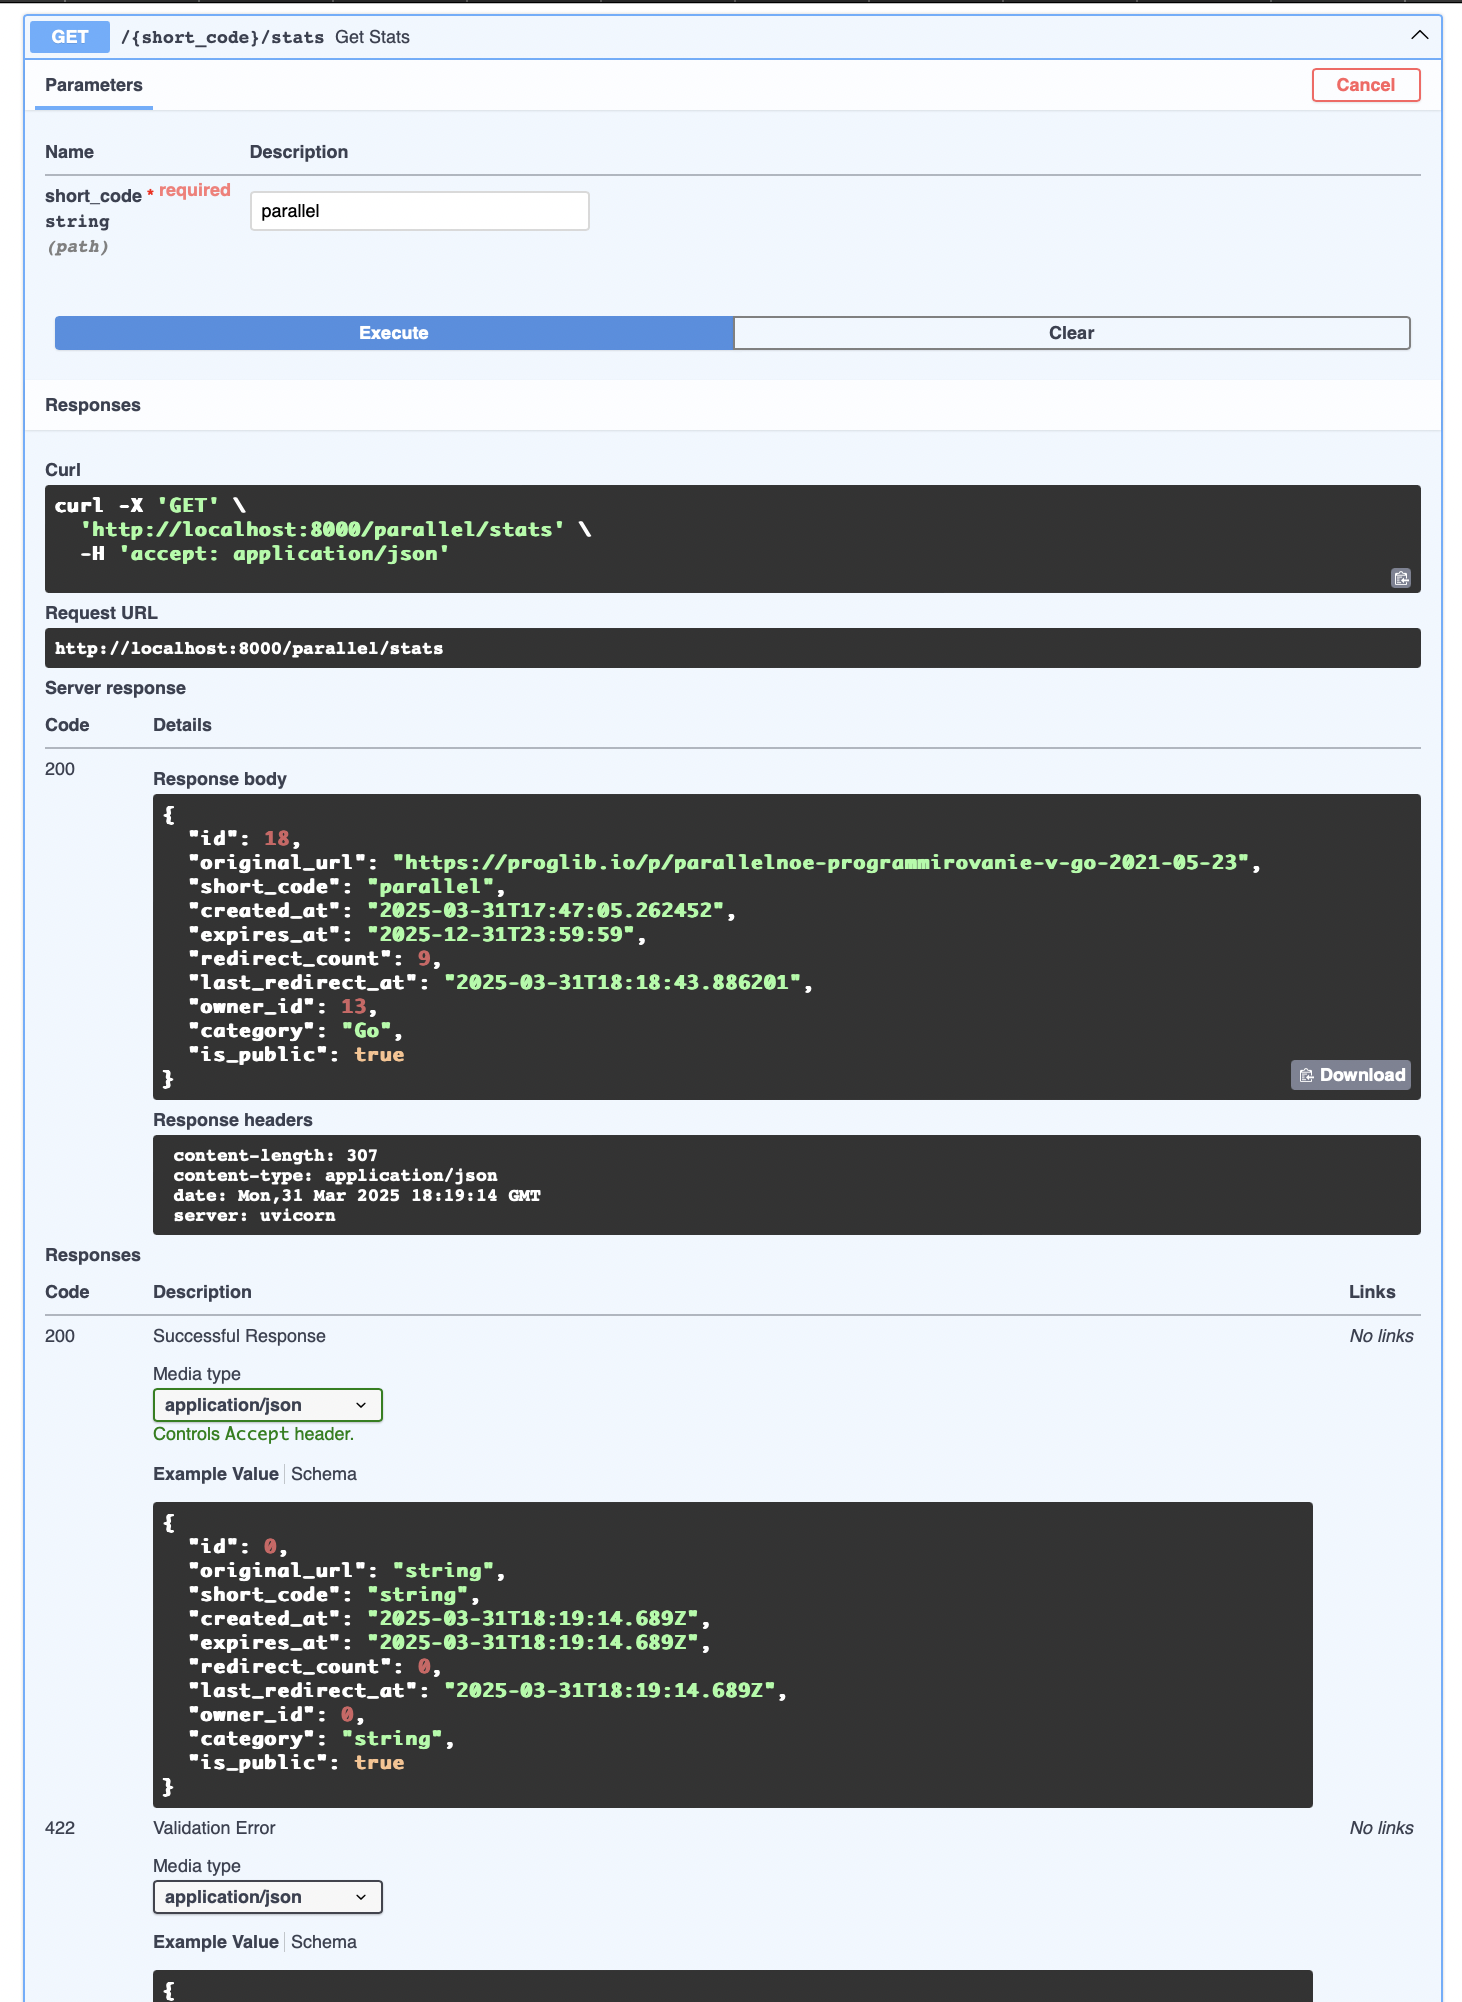 GET /{short_code}/stats Get Stats
Parameters Cancel
Name Description
short_code * required
string
(path)
parallel
Execute Clear
Responses
Curl
curl -X 'GET' \
  'http://localhost:8000/parallel/stats' \
  -H 'accept: application/json'
Request URL
http://localhost:8000/parallel/stats
Server response
Code Details
200
Response body
{
  "id": 18,
  "original_url": "https://proglib.io/p/parallelnoe-programmirovanie-v-go-2021-05-23",
  "short_code": "parallel",
  "created_at": "2025-03-31T17:47:05.262452",
  "expires_at": "2025-12-31T23:59:59",
  "redirect_count": 9,
  "last_redirect_at": "2025-03-31T18:18:43.886201",
  "owner_id": 13,
  "category": "Go",
  "is_public": true
}
Download
Response headers
content-length: 307
content-type: application/json
date: Mon,31 Mar 2025 18:19:14 GMT
server: uvicorn
Responses
Code Description Links
200 Successful Response No links
Media type
application/json
Controls Accept header.
Example Value Schema
{
  "id": 0,
  "original_url": "string",
  "short_code": "string",
  "created_at": "2025-03-31T18:19:14.689Z",
  "expires_at": "2025-03-31T18:19:14.689Z",
  "redirect_count": 0,
  "last_redirect_at": "2025-03-31T18:19:14.689Z",
  "owner_id": 0,
  "category": "string",
  "is_public": true
}
422 Validation Error No links
Media type
application/json
Example Value Schema
{